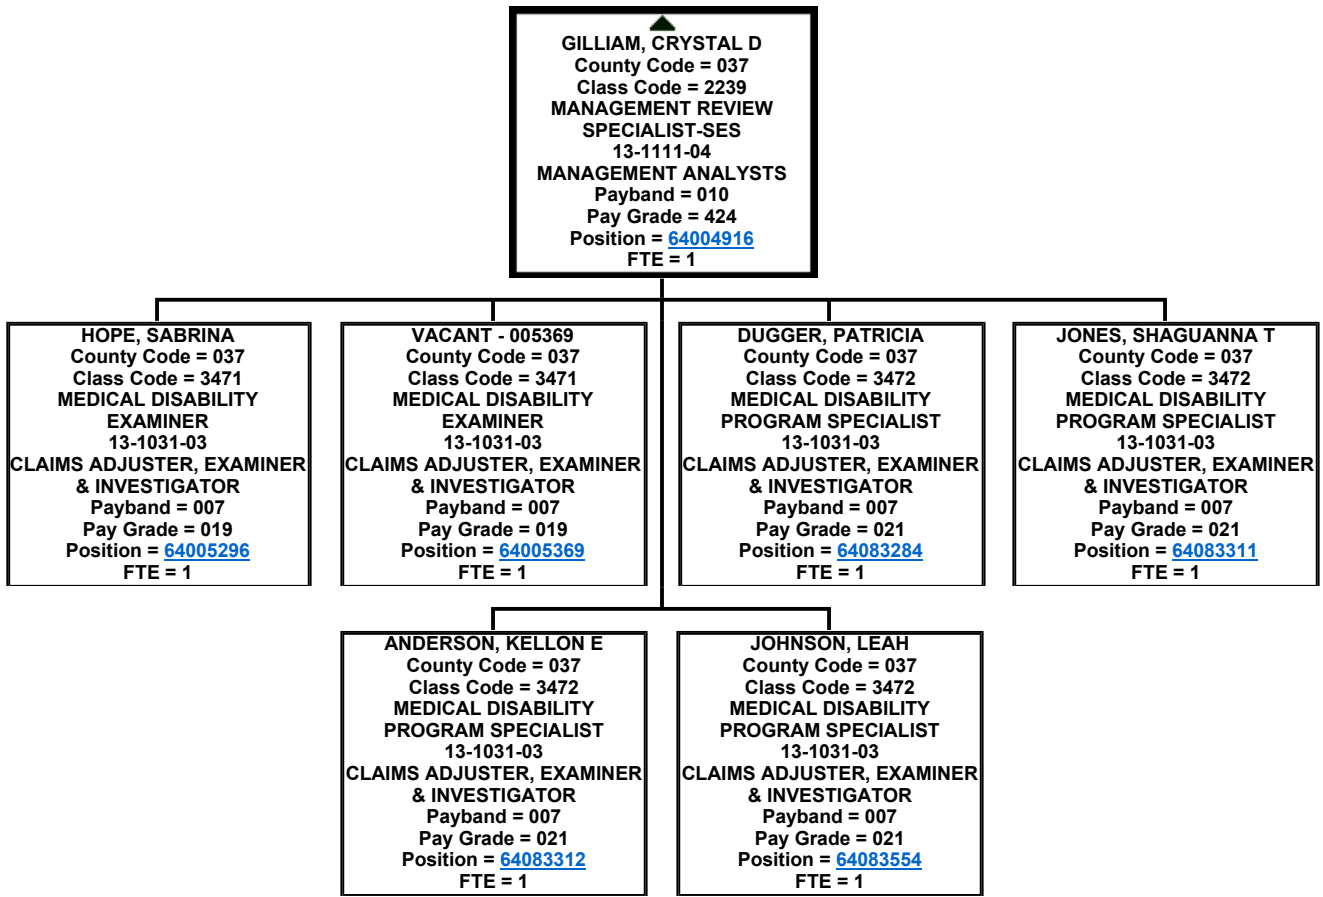 GILLIAM, CRYSTAL D
County Code = 037
Class Code = 2239
MANAGEMENT REVIEW
SPECIALIST-SES
13-1111-04
MANAGEMENT ANALYSTS
Payband = 010
Pay Grade = 424
Position = 64004916
FTE = 1
HOPE, SABRINA
County Code = 037
Class Code = 3471
MEDICAL DISABILITY
EXAMINER
13-1031-03
CLAIMS ADJUSTER, EXAMINER
& INVESTIGATOR
Payband = 007
Pay Grade = 019
Position = 64005296
FTE = 1
VACANT - 005369
County Code = 037
Class Code = 3471
MEDICAL DISABILITY
EXAMINER
13-1031-03
CLAIMS ADJUSTER, EXAMINER
& INVESTIGATOR
Payband = 007
Pay Grade = 019
Position = 64005369
FTE = 1
DUGGER, PATRICIA
County Code = 037
Class Code = 3472
MEDICAL DISABILITY
PROGRAM SPECIALIST
13-1031-03
CLAIMS ADJUSTER, EXAMINER
& INVESTIGATOR
Payband = 007
Pay Grade = 021
Position = 64083284
FTE = 1
JONES, SHAGUANNA T
County Code = 037
Class Code = 3472
MEDICAL DISABILITY
PROGRAM SPECIALIST
13-1031-03
CLAIMS ADJUSTER, EXAMINER
& INVESTIGATOR
Payband = 007
Pay Grade = 021
Position = 64083311
FTE = 1
ANDERSON, KELLON E
County Code = 037
Class Code = 3472
MEDICAL DISABILITY
PROGRAM SPECIALIST
13-1031-03
CLAIMS ADJUSTER, EXAMINER
& INVESTIGATOR
Payband = 007
Pay Grade = 021
Position = 64083312
FTE = 1
JOHNSON, LEAH
County Code = 037
Class Code = 3472
MEDICAL DISABILITY
PROGRAM SPECIALIST
13-1031-03
CLAIMS ADJUSTER, EXAMINER
& INVESTIGATOR
Payband = 007
Pay Grade = 021
Position = 64083554
FTE = 1